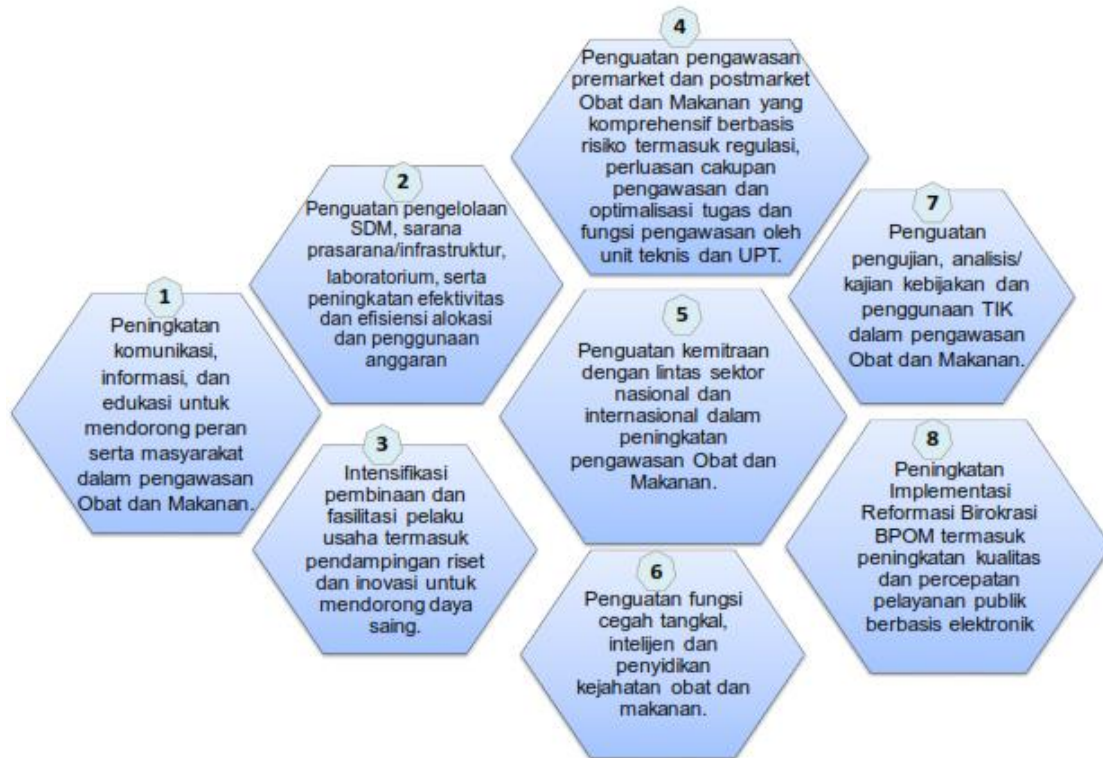 1
Peningkatan
komunikasi,
informasi, dan
edukasi untuk
mendorong peran
serta masyarakat
dalam pengawasan
Obat dan Makanan.
2
Penguatan pengelolaan
SDM, sarana
prasarana/infrastruktur,
laboratorium, serta
peningkatan efektivitas
dan efisiensi alokasi
dan penggunaan
anggaran
3
Intensifikasi
pembinaan dan
fasilitasi pelaku
usaha termasuk
pendampingan riset
dan inovasi untuk
mendorong daya
saing.
4
Penguatan pengawasan
premarket dan postmarket
Obat dan Makanan yang
komprehensif berbasis
risiko termasuk regulasi,
perluasan cakupan
pengawasan dan
optimalisasi tugas dan
fungsi pengawasan oleh
unit teknis dan UPT.
5
Penguatan kemitraan
dengan lintas sektor
nasional dan
internasional dalam
peningkatan
pengawasan Obat dan
Makanan.
6
Penguatan fungsi
cegah tangkal,
intelijen dan
penyidikan
kejahatan obat dan
makanan.
7
Penguatan
pengujian, analisis/
kajian kebijakan dan
penggunaan TIK
dalam pengawasan
Obat dan Makanan.
8
Peningkatan
Implementasi
Reformasi Birokrasi
BPOM termasuk
peningkatan kualitas
dan percepatan
pelayanan publik
berbasis elektronik